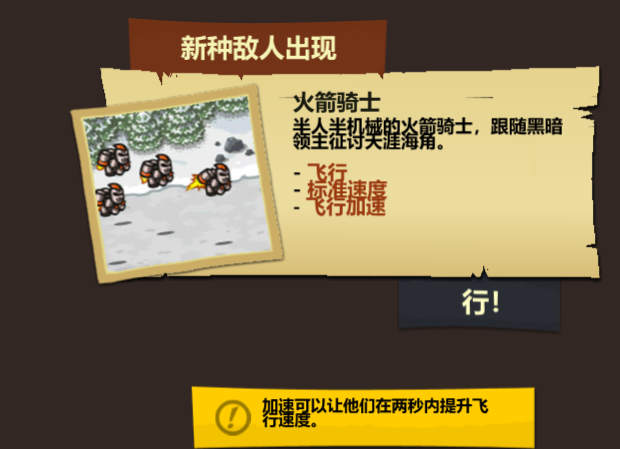 新种敌人出现
火箭骑士
半人半机械的火箭骑士，跟随黑暗
领主征讨天涯海角。
- 飞行
- 标准速度
- 飞行加速
行！
加速可以让他们在两秒内提升飞
行速度。